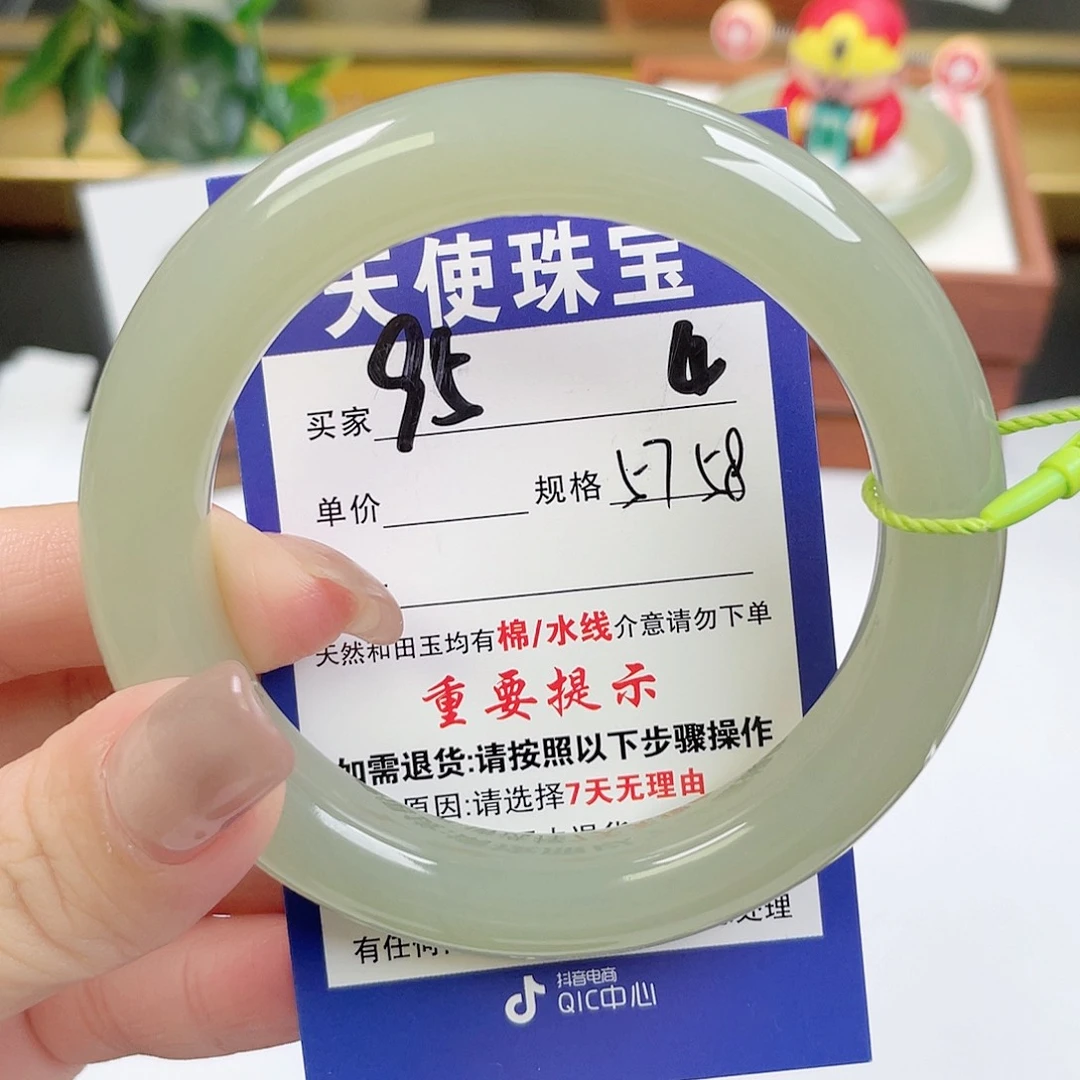 天使珠宝
买家 95
单价 规格 57 58
天然和田玉均有棉/水线介意请勿下单
重要提示
如需退货:请按照以下步骤操作
原因:请选择7天无理由
处理
有任何
抖音电商
QIC中心